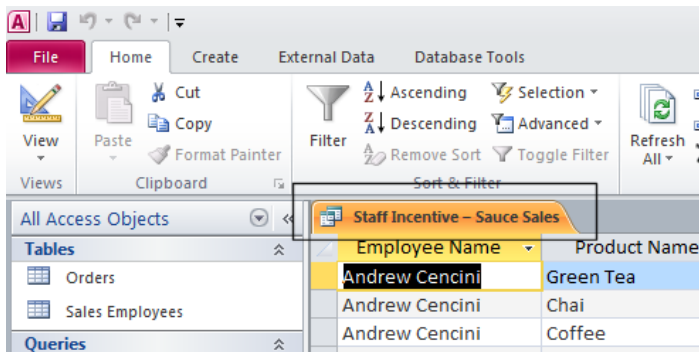 A
File Home Create External Data Database Tools
View
Paste
Cut
Copy
Format Painter
Filter
Ascending
Descending
Remove Sort
Selection
Advanced
Toggle Filter
Refresh
All
Views Clipboard Sort & Filter
All Access Objects
Staff Incentive – Sauce Sales
Tables
Employee Name Product Name
Orders
Andrew Cencini Green Tea
Sales Employees
Andrew Cencini Chai
Andrew Cencini Coffee
Queries